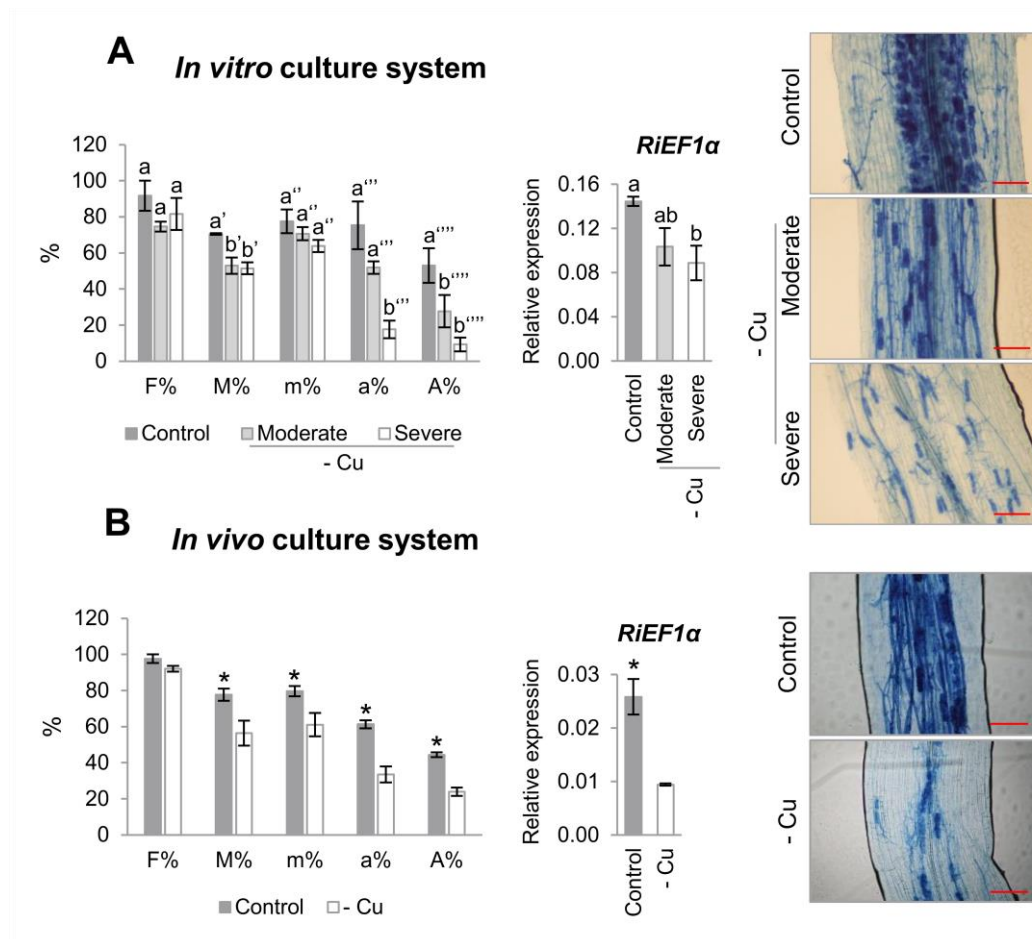 A
In vitro culture system
120
100
80
60
40
20
0
%
a a a
a’ b’ b’
a‘’ a‘’ a‘’
a‘’’ a‘’’ b‘’’
a‘’’’ b‘’’’ b‘’’’
F% M% m% a% A%
Control Moderate Severe
- Cu
RiEF1α
Relative expression
0.16
0.12
0.08
0.04
0.00
a ab b
Control
Moderate
Severe
- Cu
Control
Moderate
Severe
- Cu
B
In vivo culture system
120
100
80
60
40
20
0
%
* * * *
F% M% m% a% A%
Control - Cu
RiEF1α
Relative expression
0.03
0.02
0.01
0.00
*
Control
- Cu
Control
- Cu